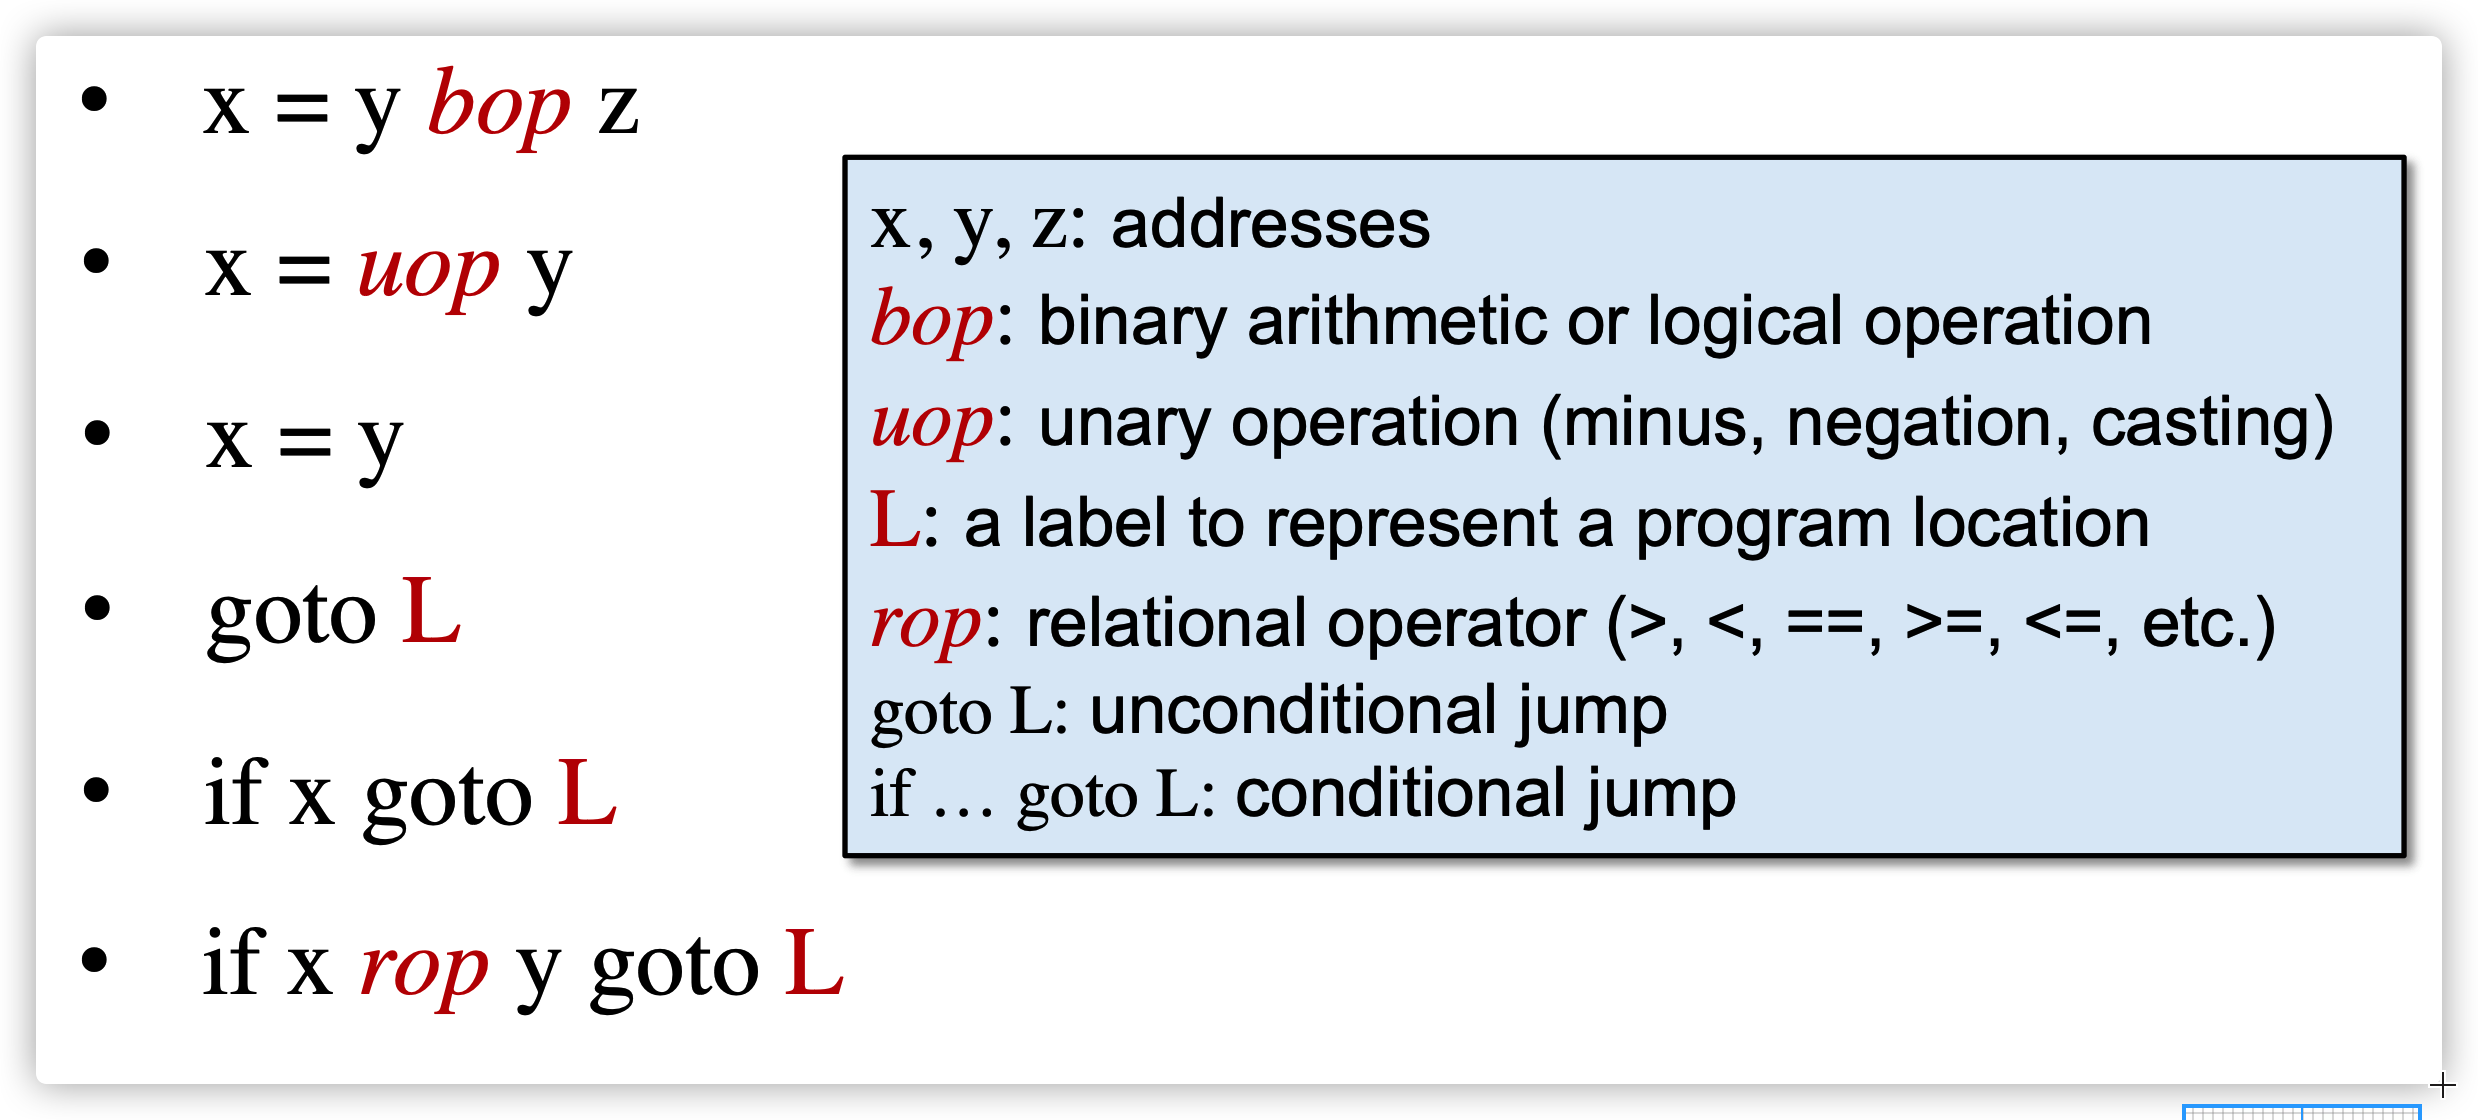 • x = y bop z
• x = uop y
• x = y
• goto L
• if x goto L
• if x rop y goto L
x, y, z: addresses
bop: binary arithmetic or logical operation
uop: unary operation (minus, negation, casting)
L: a label to represent a program location
rop: relational operator (>, <, ==, >=, <=, etc.)
goto L: unconditional jump
if … goto L: conditional jump